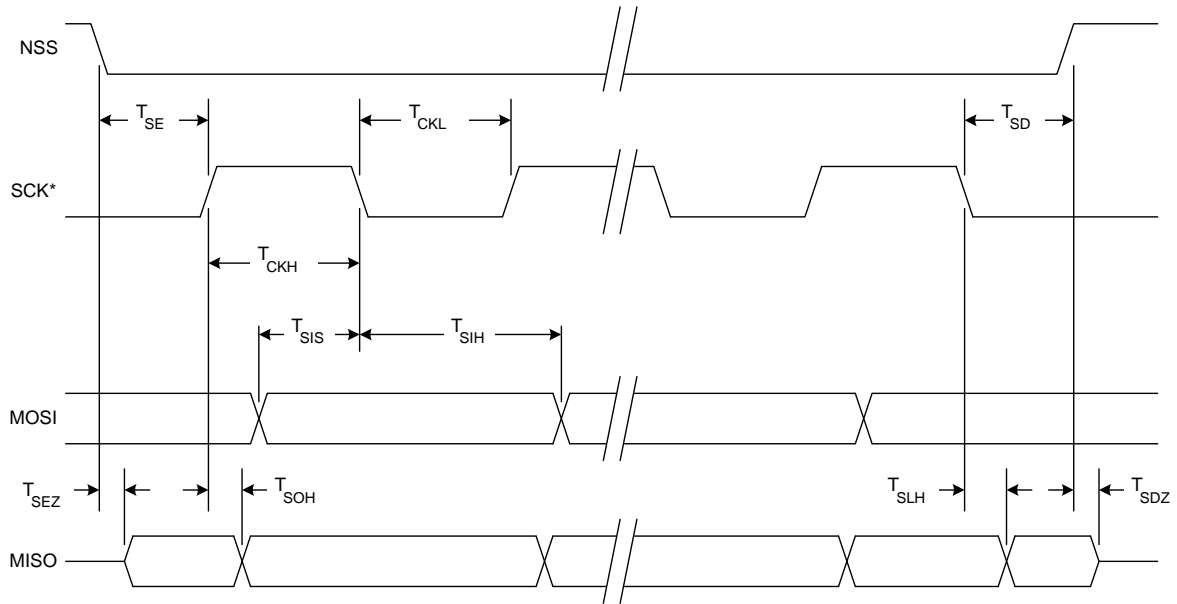 NSS
T_SE
T_CKL
T_SD
SCK*
T_CKH
T_SIS
T_SIH
MOSI
T_SEZ
T_SOH
T_SLH
T_SDZ
MISO